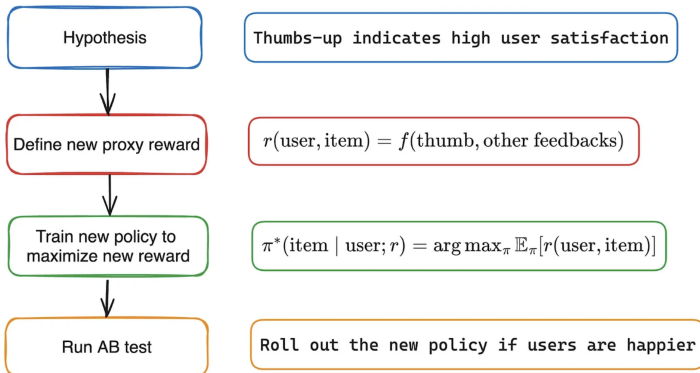 Hypothesis
Thumbs-up indicates high user satisfaction
Define new proxy reward
r(user, item) = f(thumb, other feedbacks)
Train new policy to
maximize new reward
π*(item | user; r) = arg max_π 𝔼_π[r(user, item)]
Run AB test
Roll out the new policy if users are happier